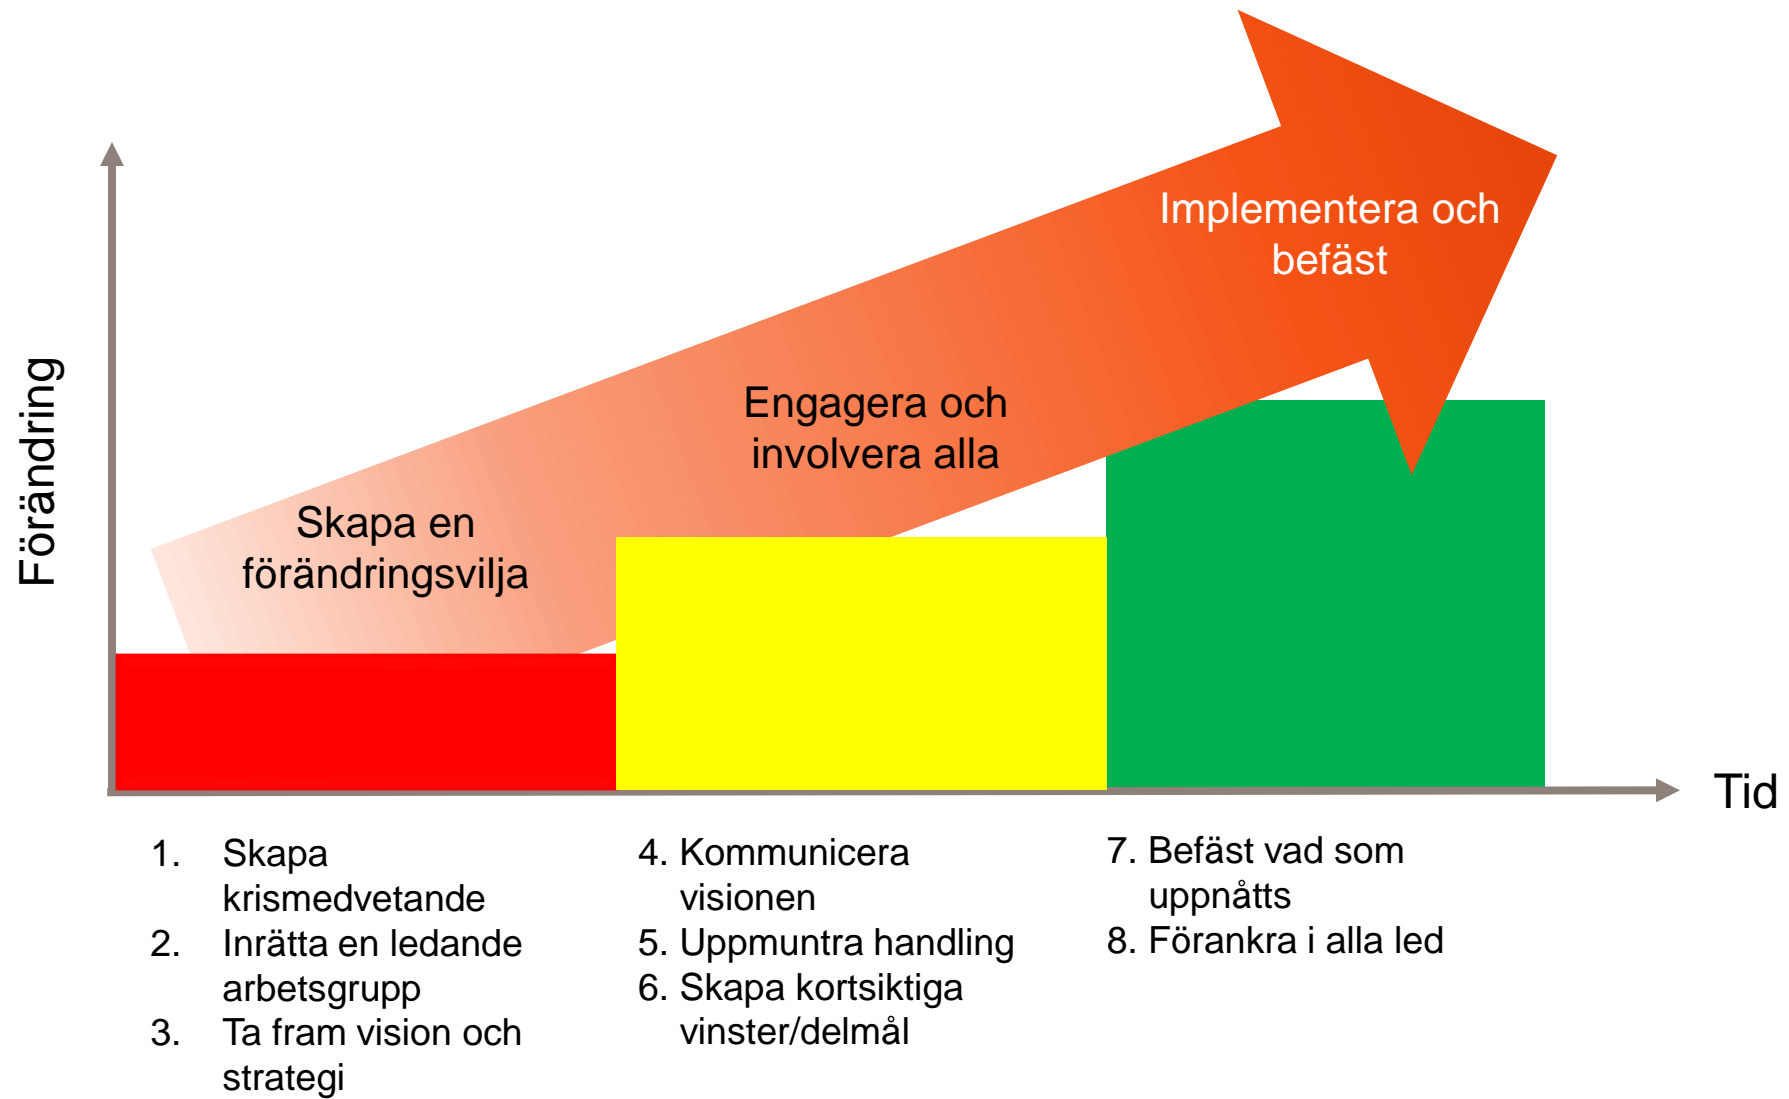 Implementera och
befäst
Engagera och
involvera alla
Skapa en
förändringsvilja
Förändring
Tid
1. Skapa
krismedvetande
2. Inrätta en ledande
arbetsgrupp
3. Ta fram vision och
strategi
4. Kommunicera
visionen
5. Uppmuntra handling
6. Skapa kortsiktiga
vinster/delmål
7. Befäst vad som
uppnåtts
8. Förankra i alla led